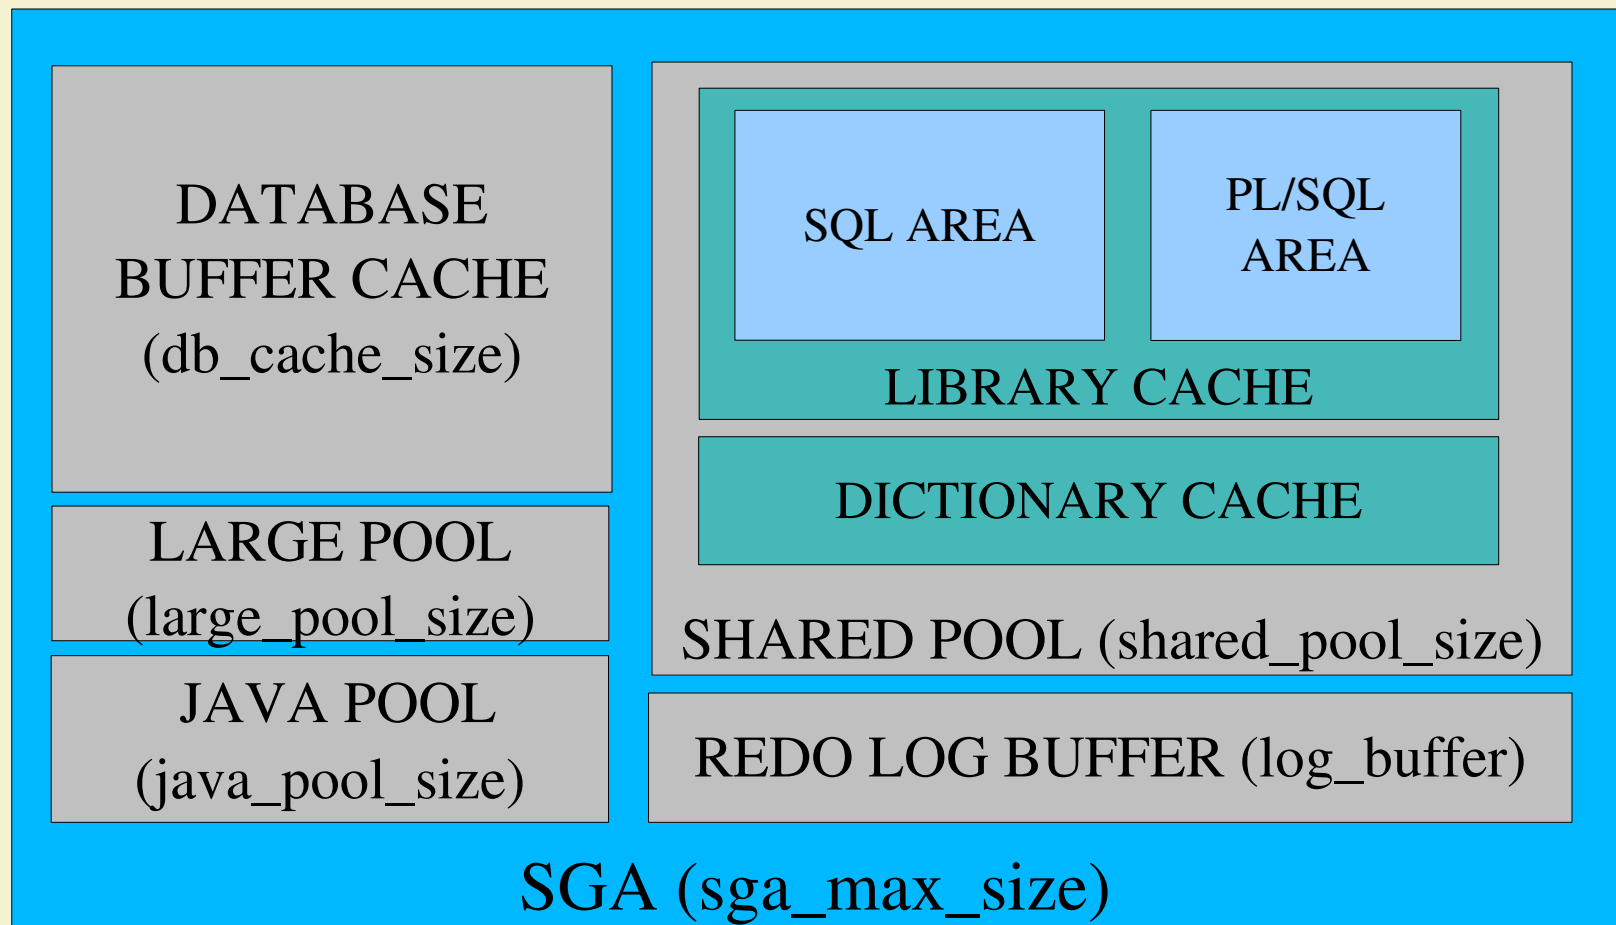 DATABASE
BUFFER CACHE
(db_cache_size)
LARGE POOL
(large_pool_size)
JAVA POOL
(java_pool_size)
SQL AREA
PL/SQL
AREA
LIBRARY CACHE
DICTIONARY CACHE
SHARED POOL (shared_pool_size)
REDO LOG BUFFER (log_buffer)
SGA (sga_max_size)